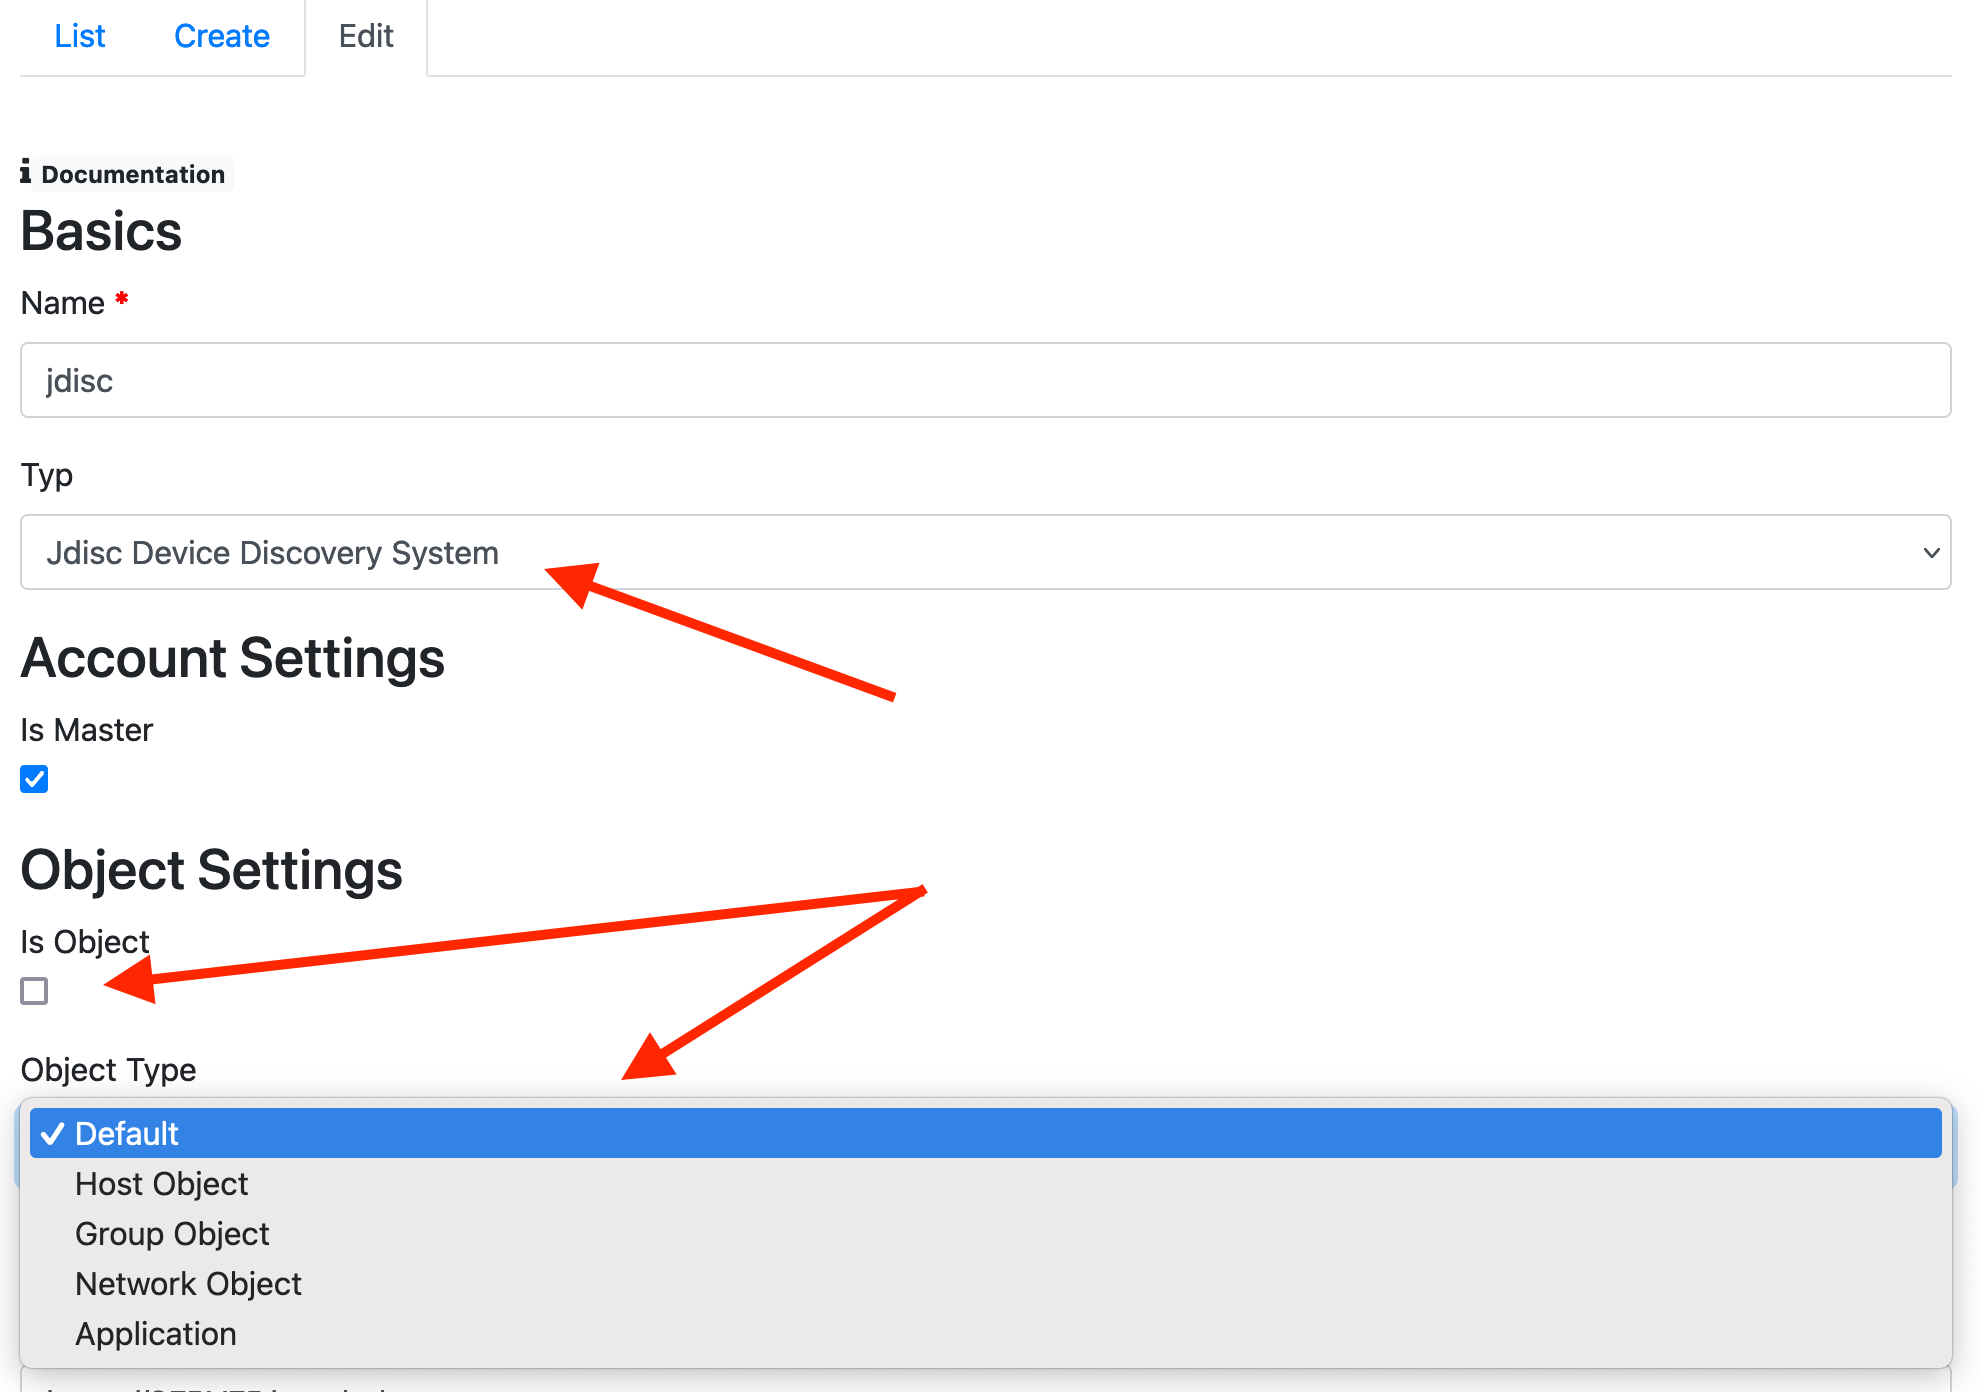 List Create Edit
Documentation
Basics
Name *
jdisc
Typ
Jdisc Device Discovery System
Account Settings
Is Master
Object Settings
Is Object
Object Type
Default
Host Object
Group Object
Network Object
Application